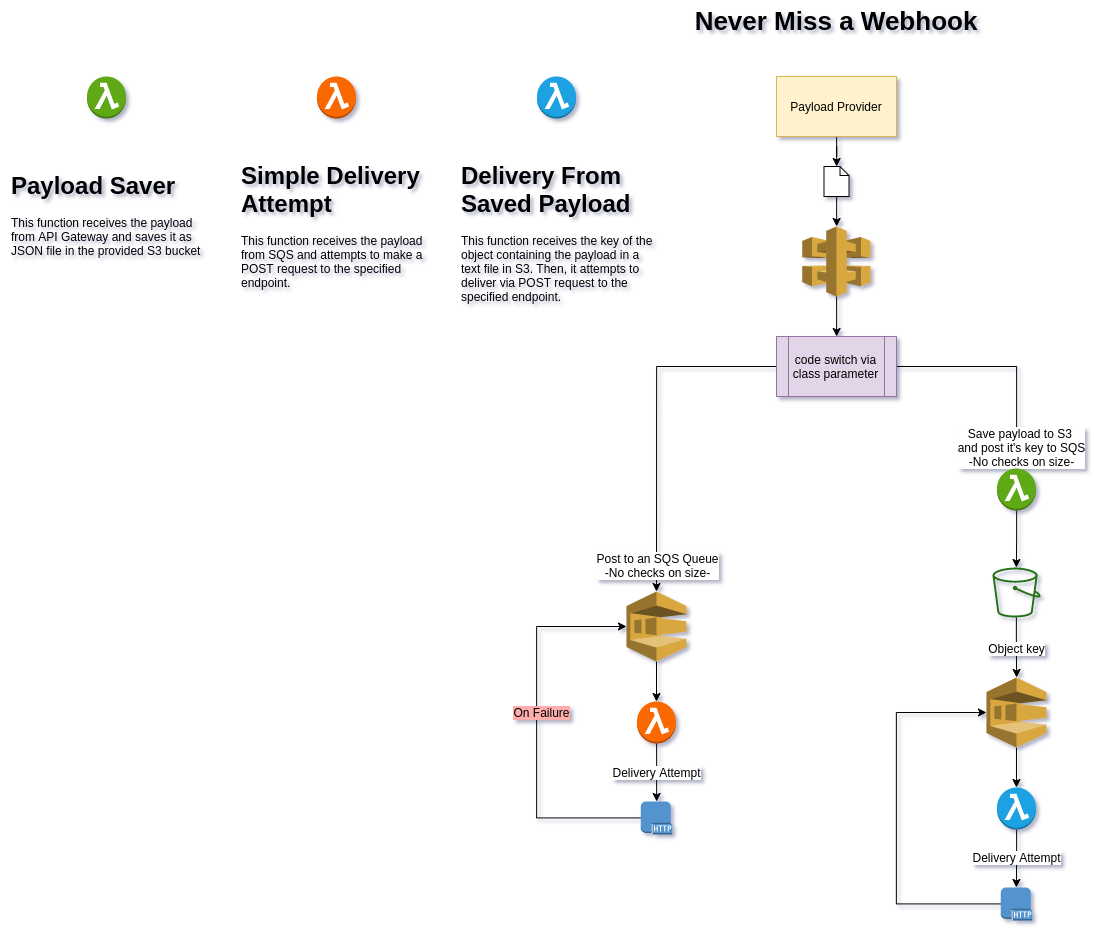 Never Miss a Webhook
Payload Saver
This function receives the payload
from API Gateway and saves it as
JSON file in the provided S3 bucket
Simple Delivery
Attempt
This function receives the payload
from SQS and attempts to make a
POST request to the specified
endpoint.
Delivery From
Saved Payload
This function receives the key of the
object containing the payload in a
text file in S3. Then, it attempts to
deliver via POST request to the
specified endpoint.
Payload Provider
code switch via
class parameter
Save payload to S3
and post it's key to SQS
-No checks on size-
Post to an SQS Queue
-No checks on size-
Object key
On Failure
Delivery Attempt
HTTP
Delivery Attempt
HTTP